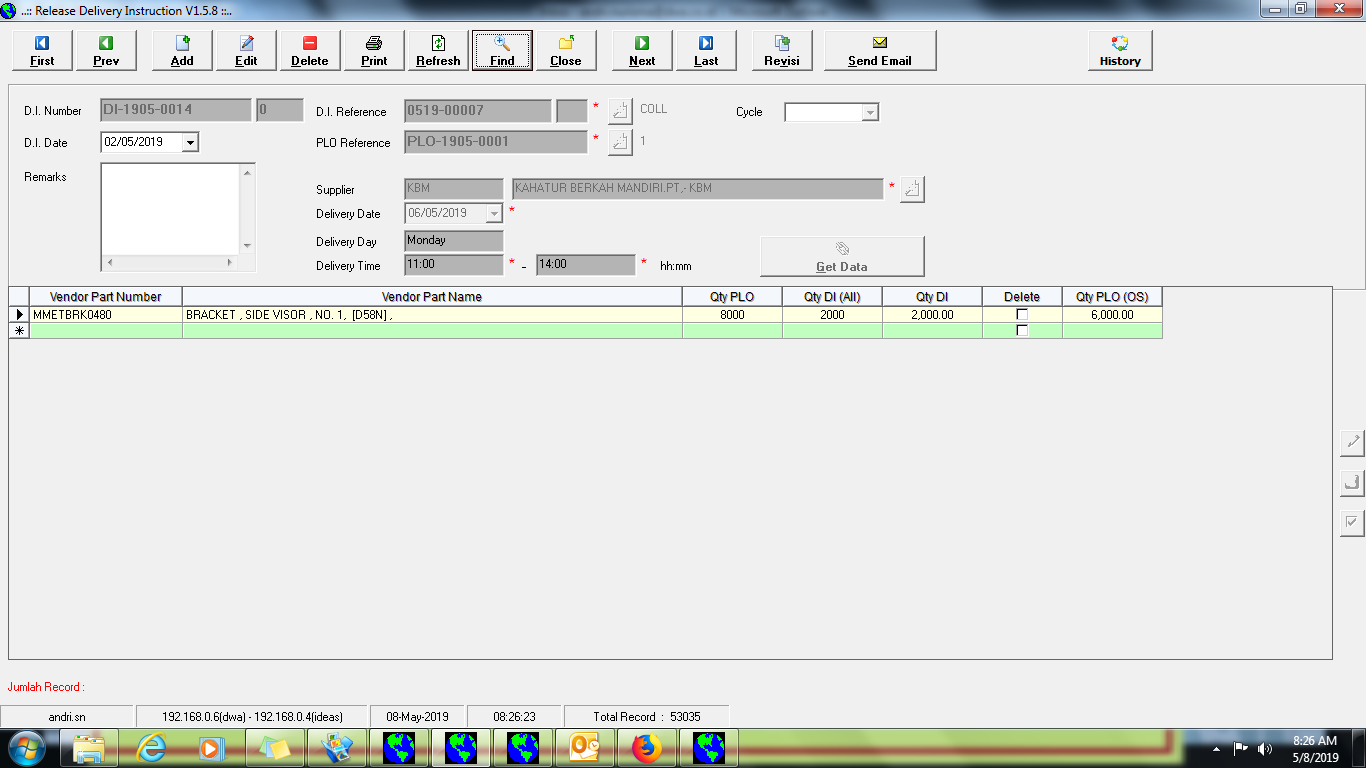 ..:: Release Delivery Instruction V1.5.8 ::..
First Prev Add Edit Delete Print Refresh Find Close Next Last Revisi Send Email History
D.I. Number DI-1905-0014 0 D.I. Reference 0519-00007 * COLL Cycle
D.I. Date 02/05/2019 PLO Reference PLO-1905-0001 * 1
Remarks
Supplier KBM KAHATUR BERKAH MANDIRI.PT,- KBM *
Delivery Date 06/05/2019 *
Delivery Day Monday
Delivery Time 11:00 * - 14:00 * hh:mm Get Data
Vendor Part Number Vendor Part Name Qty PLO Qty DI (All) Qty DI Delete Qty PLO (OS)
MMETBRK0480 BRACKET , SIDE VISOR , NO. 1, [D58N] , 8000 2000 2,000.00 6,000.00
Jumlah Record :
andri.sn 192.168.0.6(dwa) - 192.168.0.4(ideas) 08-May-2019 08:26:23 Total Record : 53035
8:26 AM
5/8/2019